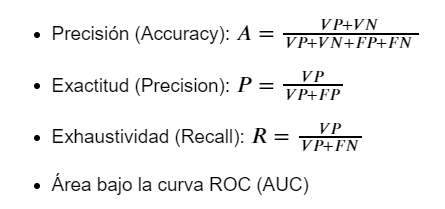 • Precisión (Accuracy): A = VP+VN / VP+VN+FP+FN
• Exactitud (Precision): P = VP / VP+FP
• Exhaustividad (Recall): R = VP / VP+FN
• Área bajo la curva ROC (AUC)